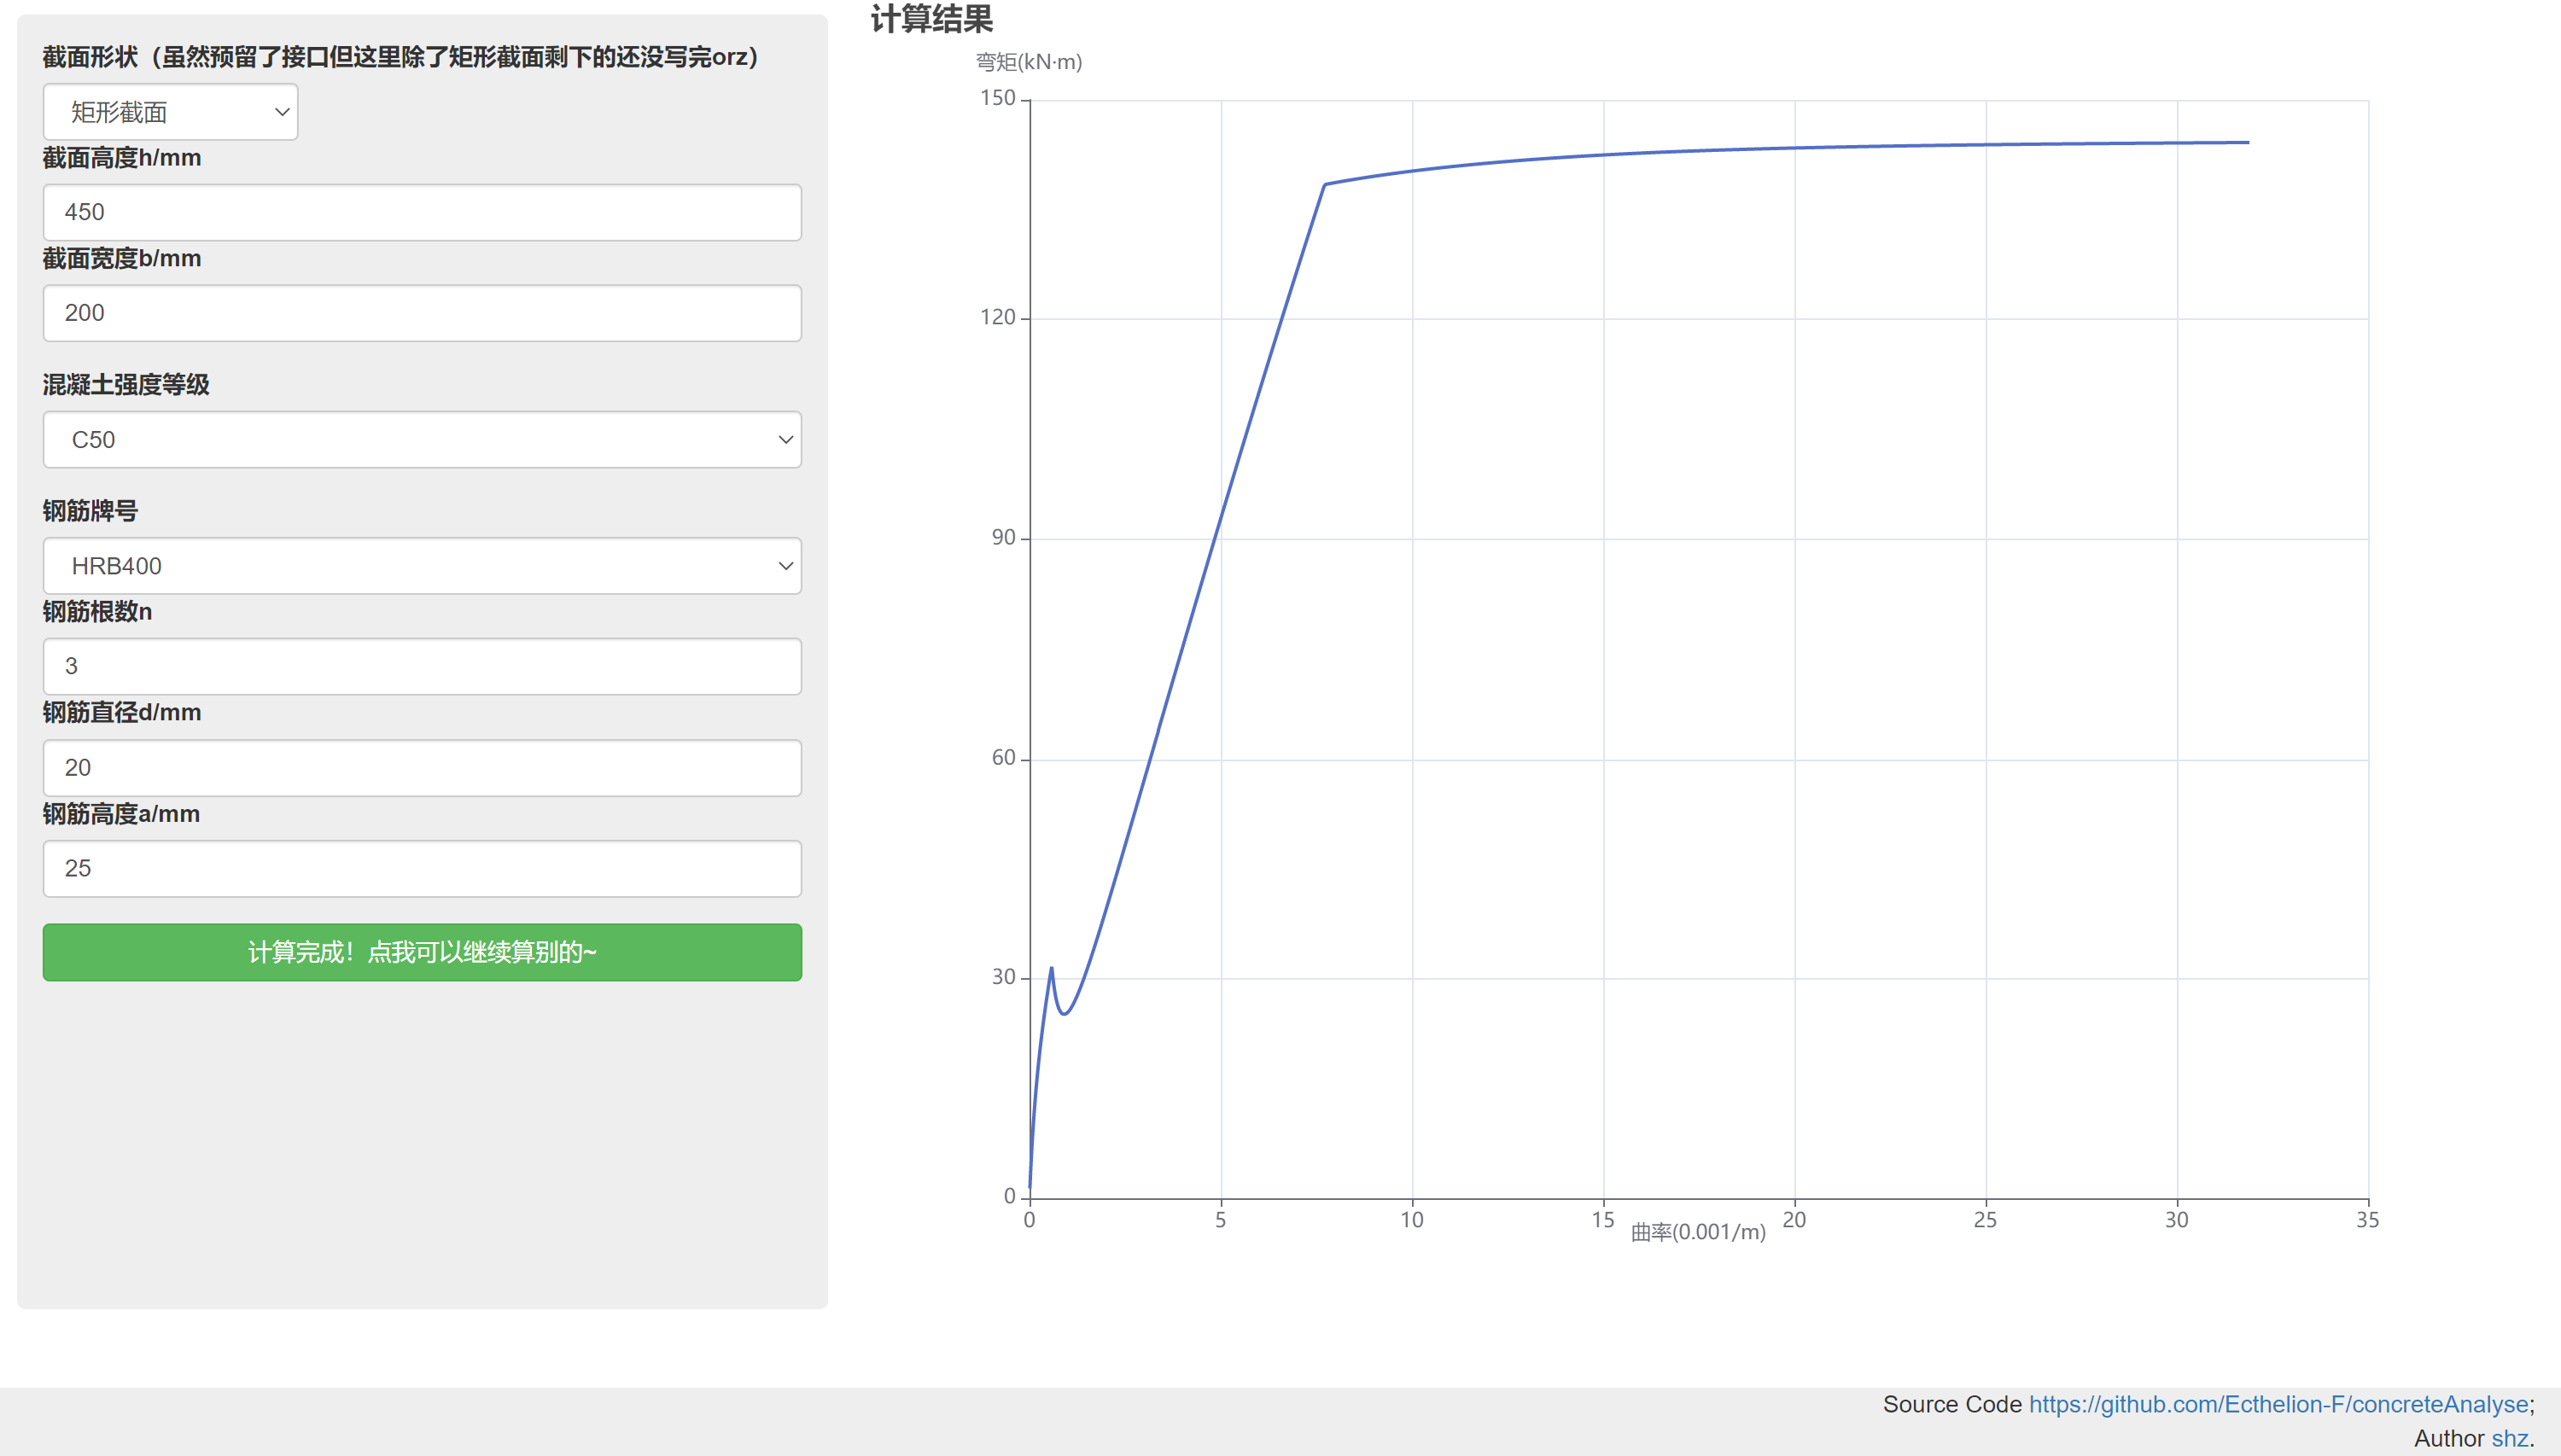 截面形状（虽然预留了接口但这里除了矩形截面剩下的还没写完orz）
矩形截面
截面高度h/mm
450
截面宽度b/mm
200
混凝土强度等级
C50
钢筋牌号
HRB400
钢筋根数n
3
钢筋直径d/mm
20
钢筋高度a/mm
25
计算完成！点我可以继续算别的~
计算结果
弯矩(kN·m)
150
120
90
60
30
0
0 5 10 15 20 25 30 35
曲率(0.001/m)
Source Code https://github.com/Ecthelion-F/concreteAnalyse;
Author shz.